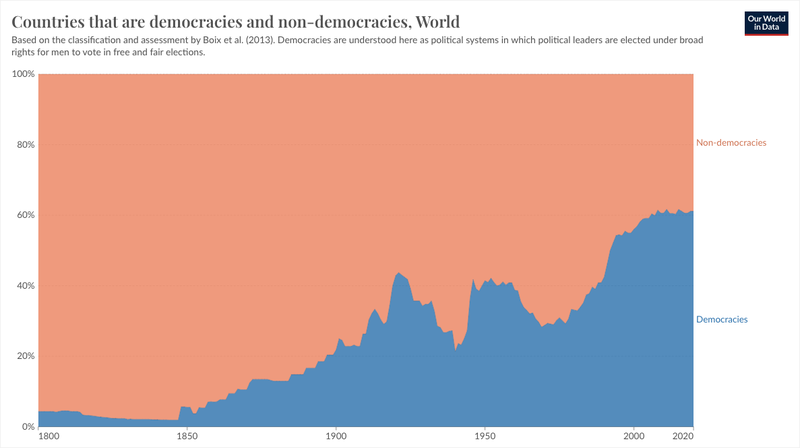 Countries that are democracies and non-democracies, World
Our World
in Data
Based on the classification and assessment by Boix et al. (2013). Democracies are understood here as political systems in which political leaders are elected under broad
rights for men to vote in free and fair elections.
100%
80%
60%
40%
20%
0%
Non-democracies
Democracies
1800
1850
1900
1950
2000
2020